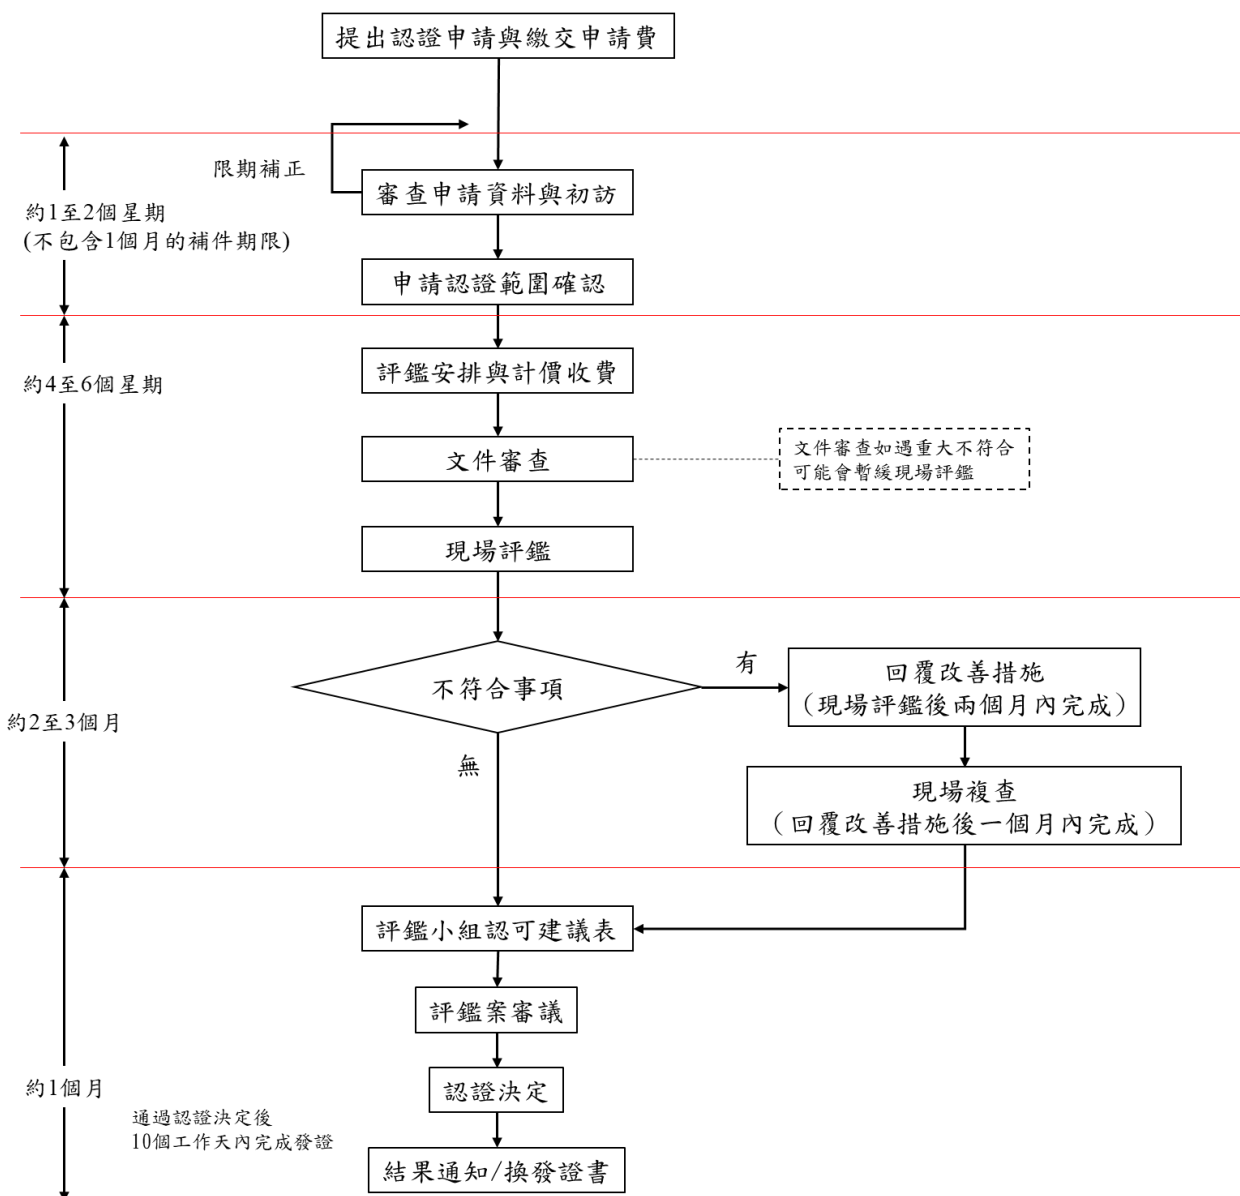 提出認證申請與繳交申請費
限期補正
審查申請資料與初訪
約1至2個星期
(不包含1個月的補件期限)
申請認證範圍確認
評鑑安排與計價收費
約4至6個星期
文件審查
文件審查如遇重大不符合
可能會暫緩現場評鑑
現場評鑑
不符合事項
有
回覆改善措施
（現場評鑑後兩個月內完成）
約2至3個月
無
現場複查
（回覆改善措施後一個月內完成）
評鑑小組認可建議表
評鑑案審議
約1個月
認證決定
通過認證決定後
10個工作天內完成發證
結果通知/換發證書